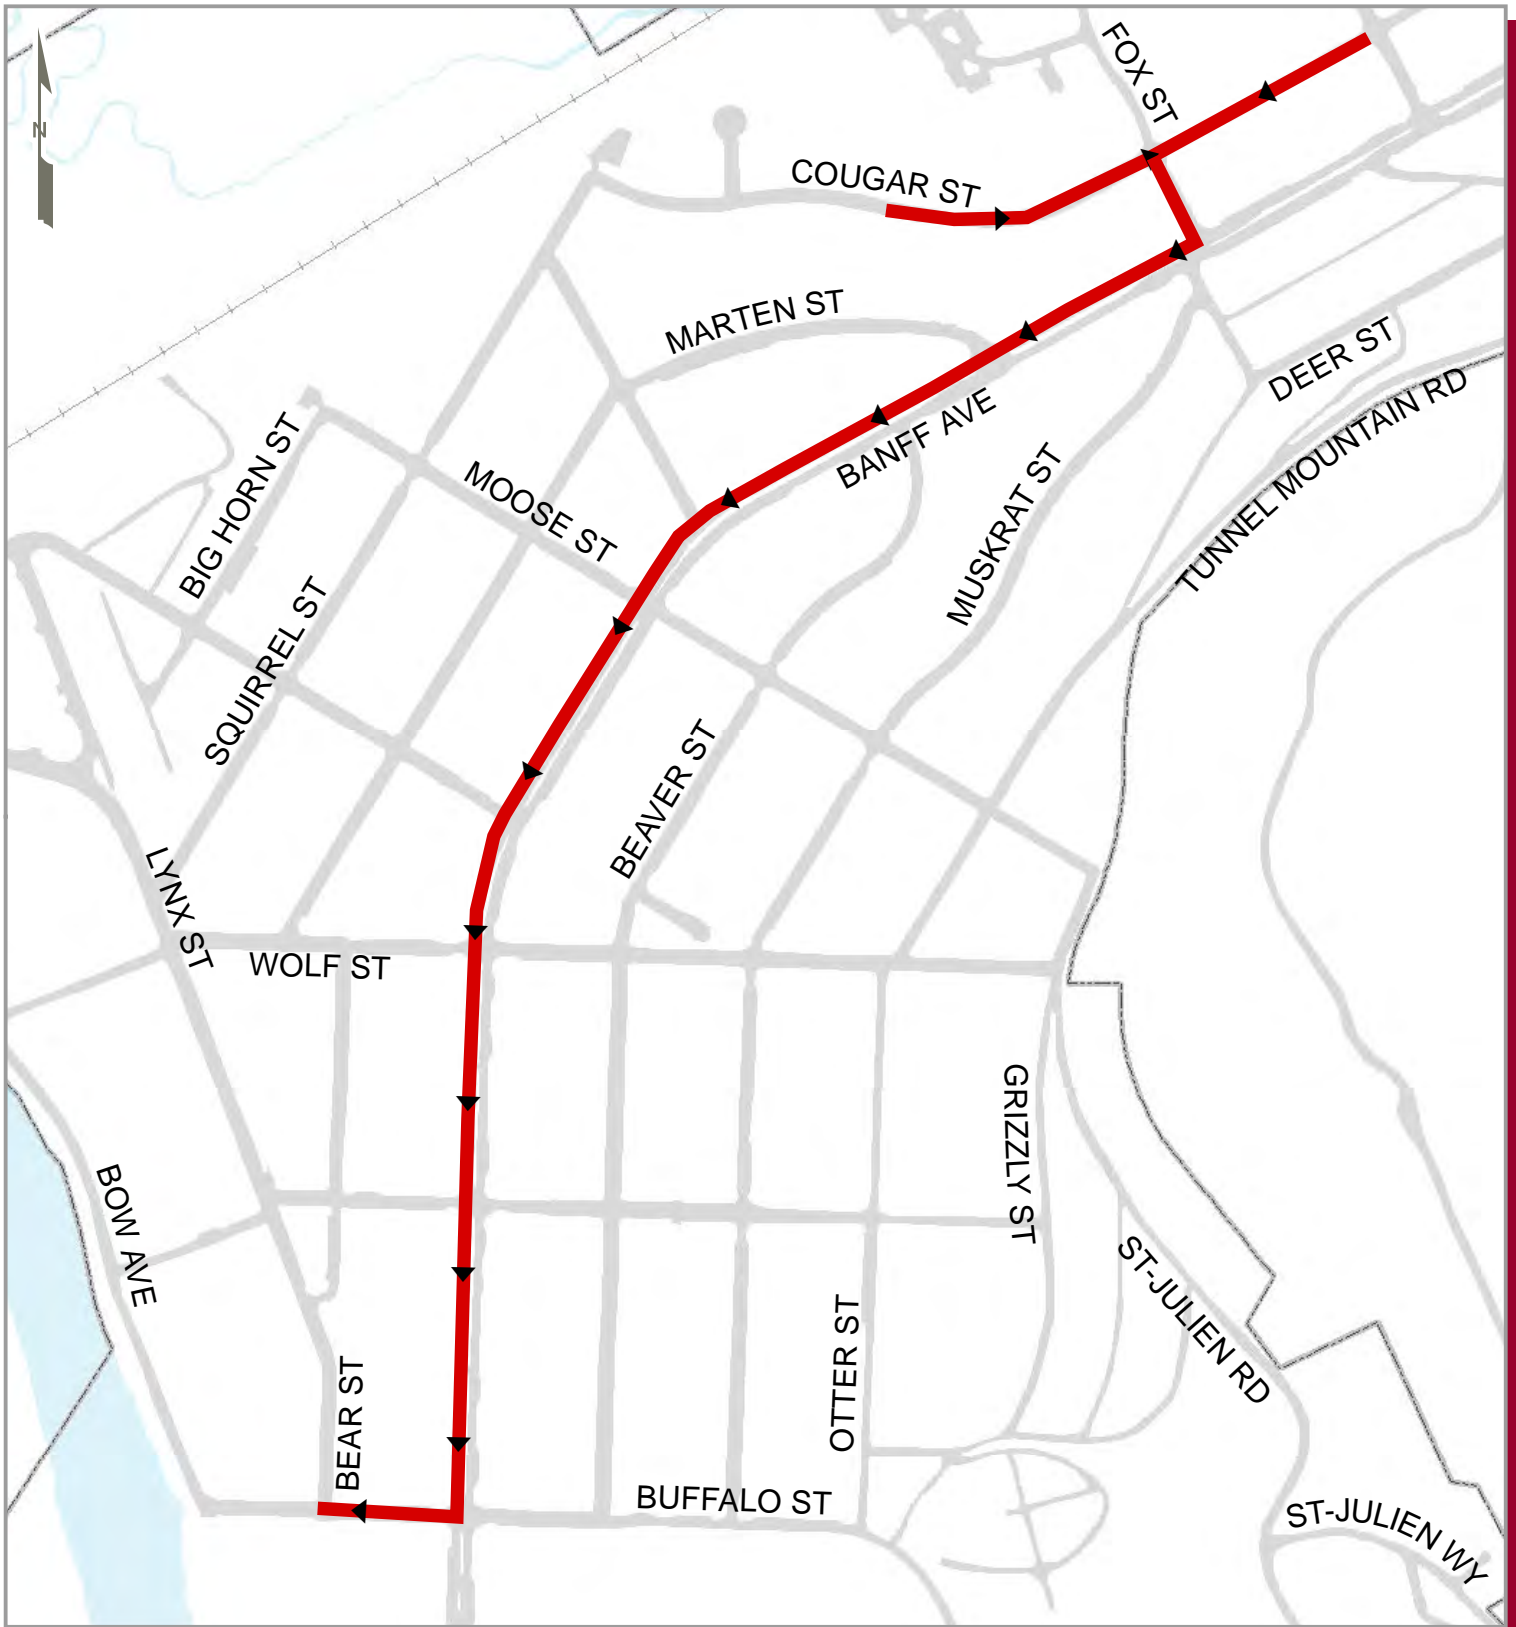 N
FOX ST
COUGAR ST
MARTEN ST
DEER ST
BANFF AVE
TUNNEL MOUNTAIN RD
BIG HORN ST
MOOSE ST
MUSKRAT ST
SQUIRREL ST
BEAVER ST
LYNX ST
WOLF ST
GRIZZLY ST
BOW AVE
ST-JULIEN RD
OTTER ST
BEAR ST
BUFFALO ST
ST-JULIEN WY